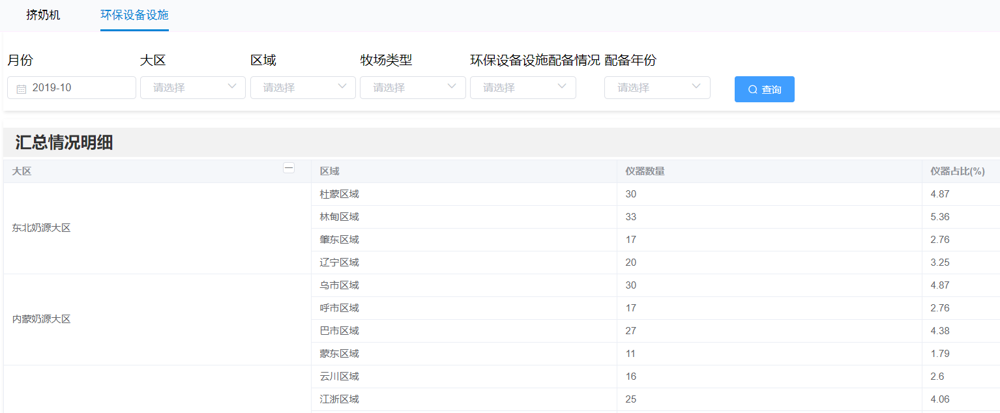 挤奶机 环保设备设施
月份 大区 区域 牧场类型 环保设备设施配备情况 配备年份
2019-10 请选择 请选择 请选择 请选择 请选择 查询
汇总情况明细
大区 区域 仪器数量 仪器占比(%)
杜蒙区域 30 4.87
林甸区域 33 5.36
东北奶源大区
肇东区域 17 2.76
辽宁区域 20 3.25
乌市区域 30 4.87
呼市区域 17 2.76
内蒙奶源大区
巴市区域 27 4.38
蒙东区域 11 1.79
云川区域 16 2.6
江浙区域 25 4.06